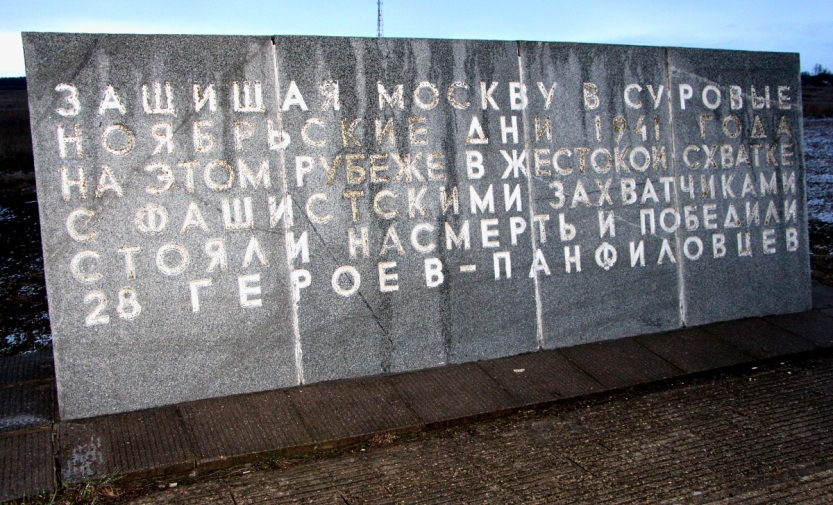 ЗАЩИЩАЯ МОСКВУ В СУРОВЫЕ
НОЯБРЬСКИЕ ДНИ 1941 ГОДА
НА ЭТОМ РУБЕЖЕ В ЖЕСТОКОЙ СХВАТКЕ
С ФАШИСТСКИМИ ЗАХВАТЧИКАМИ
СТОЯЛИ НАСМЕРТЬ И ПОБЕДИЛИ
28 ГЕРОЕВ-ПАНФИЛОВЦЕВ